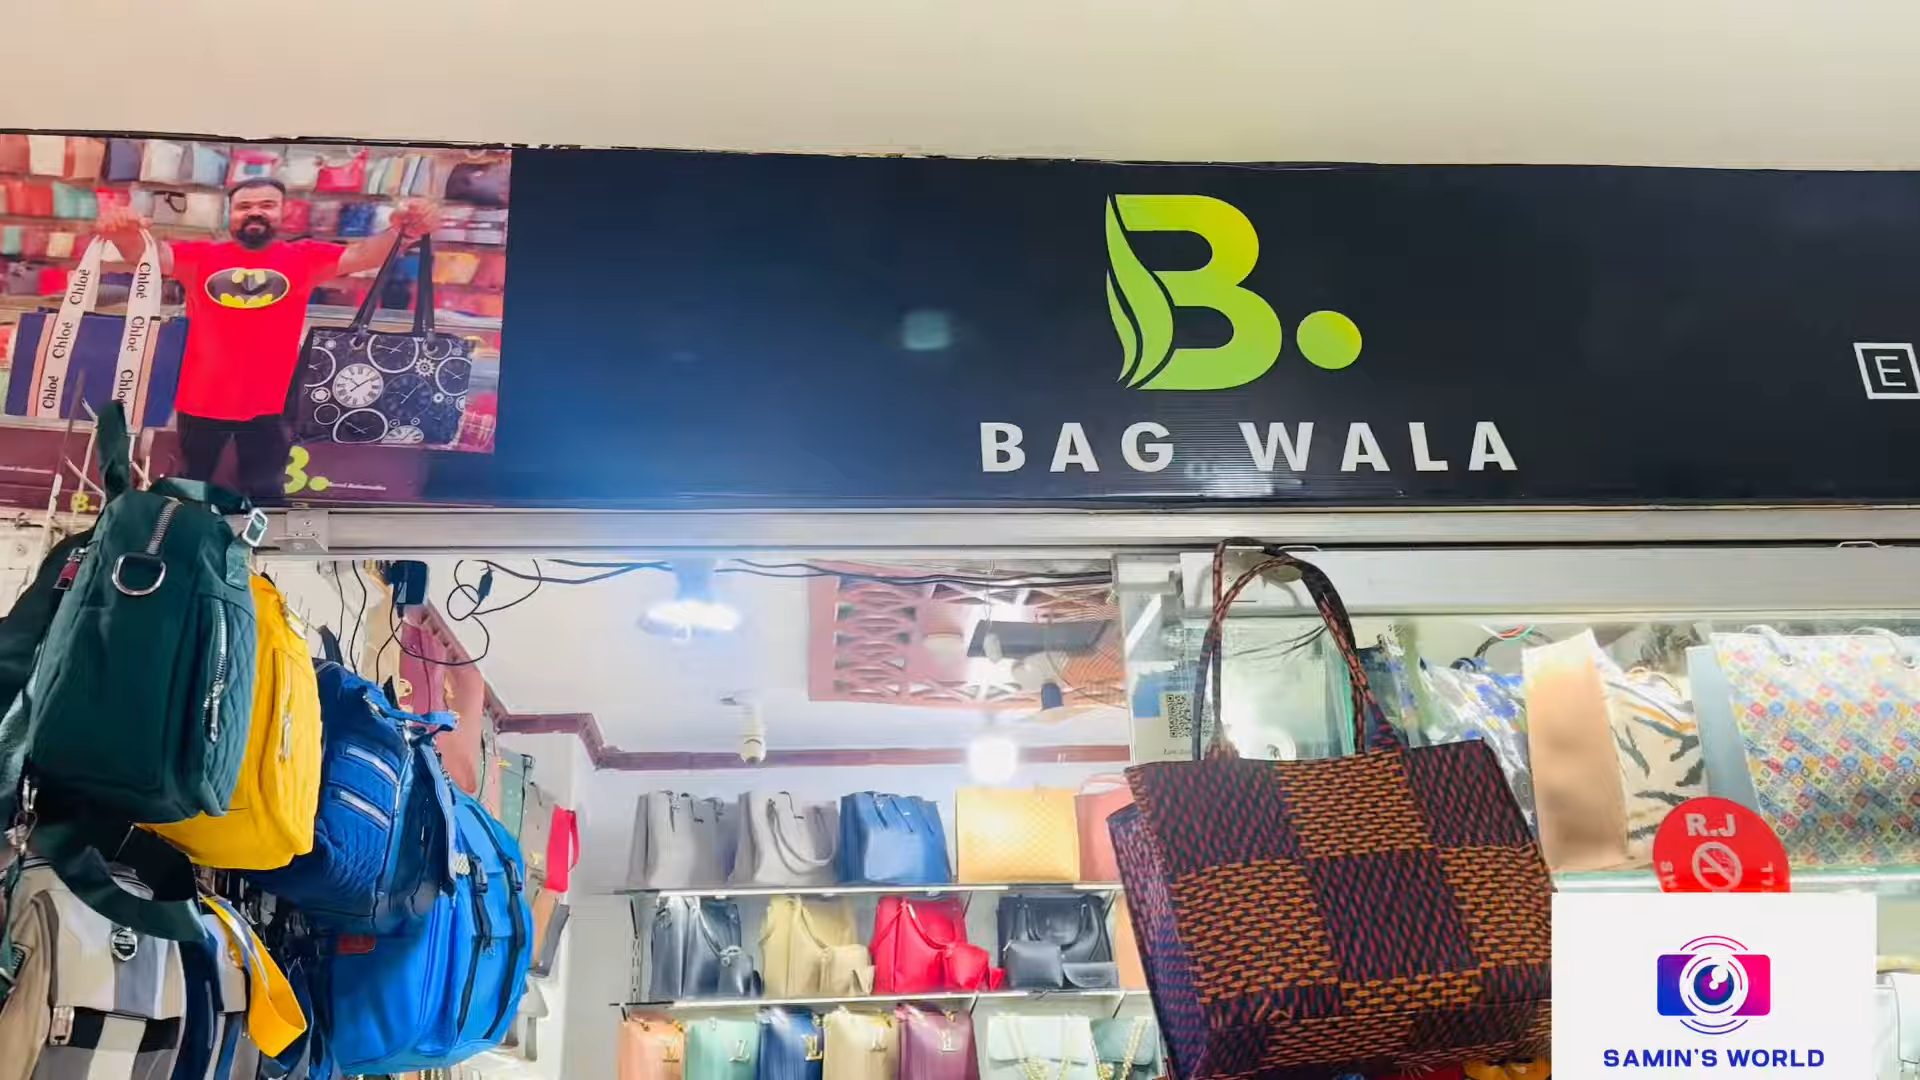 Chloé
Chloé
Chloé
Chloé
Chloé
B.
B.
B.
BAG WALA
E
R.J
SAMIN'S WORLD